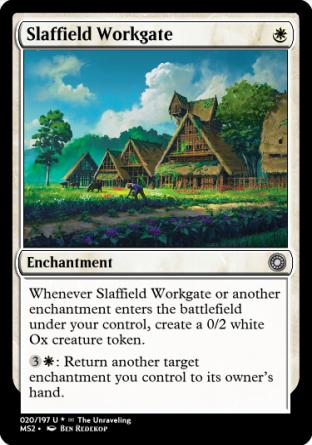 Slaffield Workgate
Enchantment
Whenever Slaffield Workgate or another
enchantment enters the battlefield
under your control, create a 0/2 white
Ox creature token.
3: Return another target
enchantment you control to its owner's
hand.
020/197 U * ∞ The Unraveling
MS2 • Ben Redekop